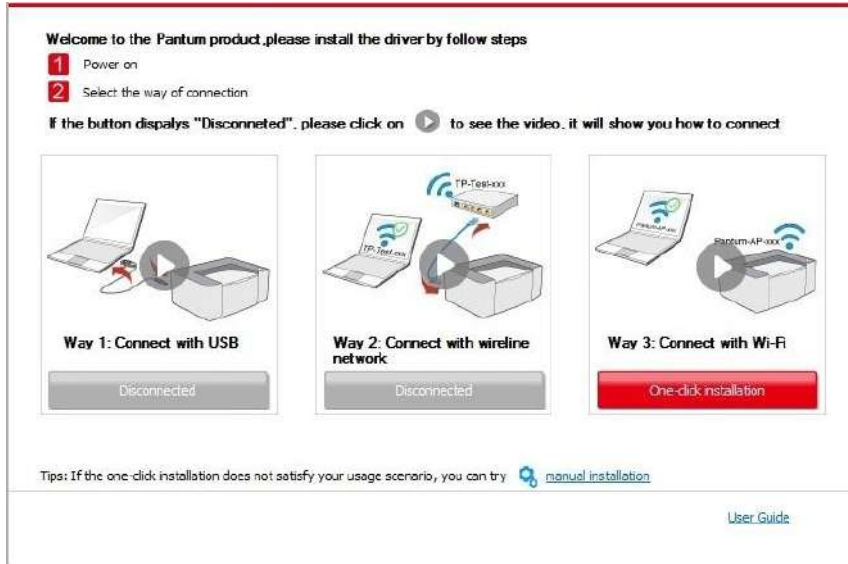 Welcome to the Pantum product,please install the driver by follow steps
1 Power on
2 Select the way of connection
If the button dispalys "Disconneted", please click on to see the video, it will show you how to connect
TP-Test-xxx
TP-Test-xxx
Pantum-AP-xxx
Pantum-AP-xxx
Way 1: Connect with USB
Way 2: Connect with wireline
network
Way 3: Connect with Wi-Fi
Disconnected
Disconnected
One-click installation
Tips: If the one-click installation does not satisfy your usage scenario, you can try manual installation
User Guide